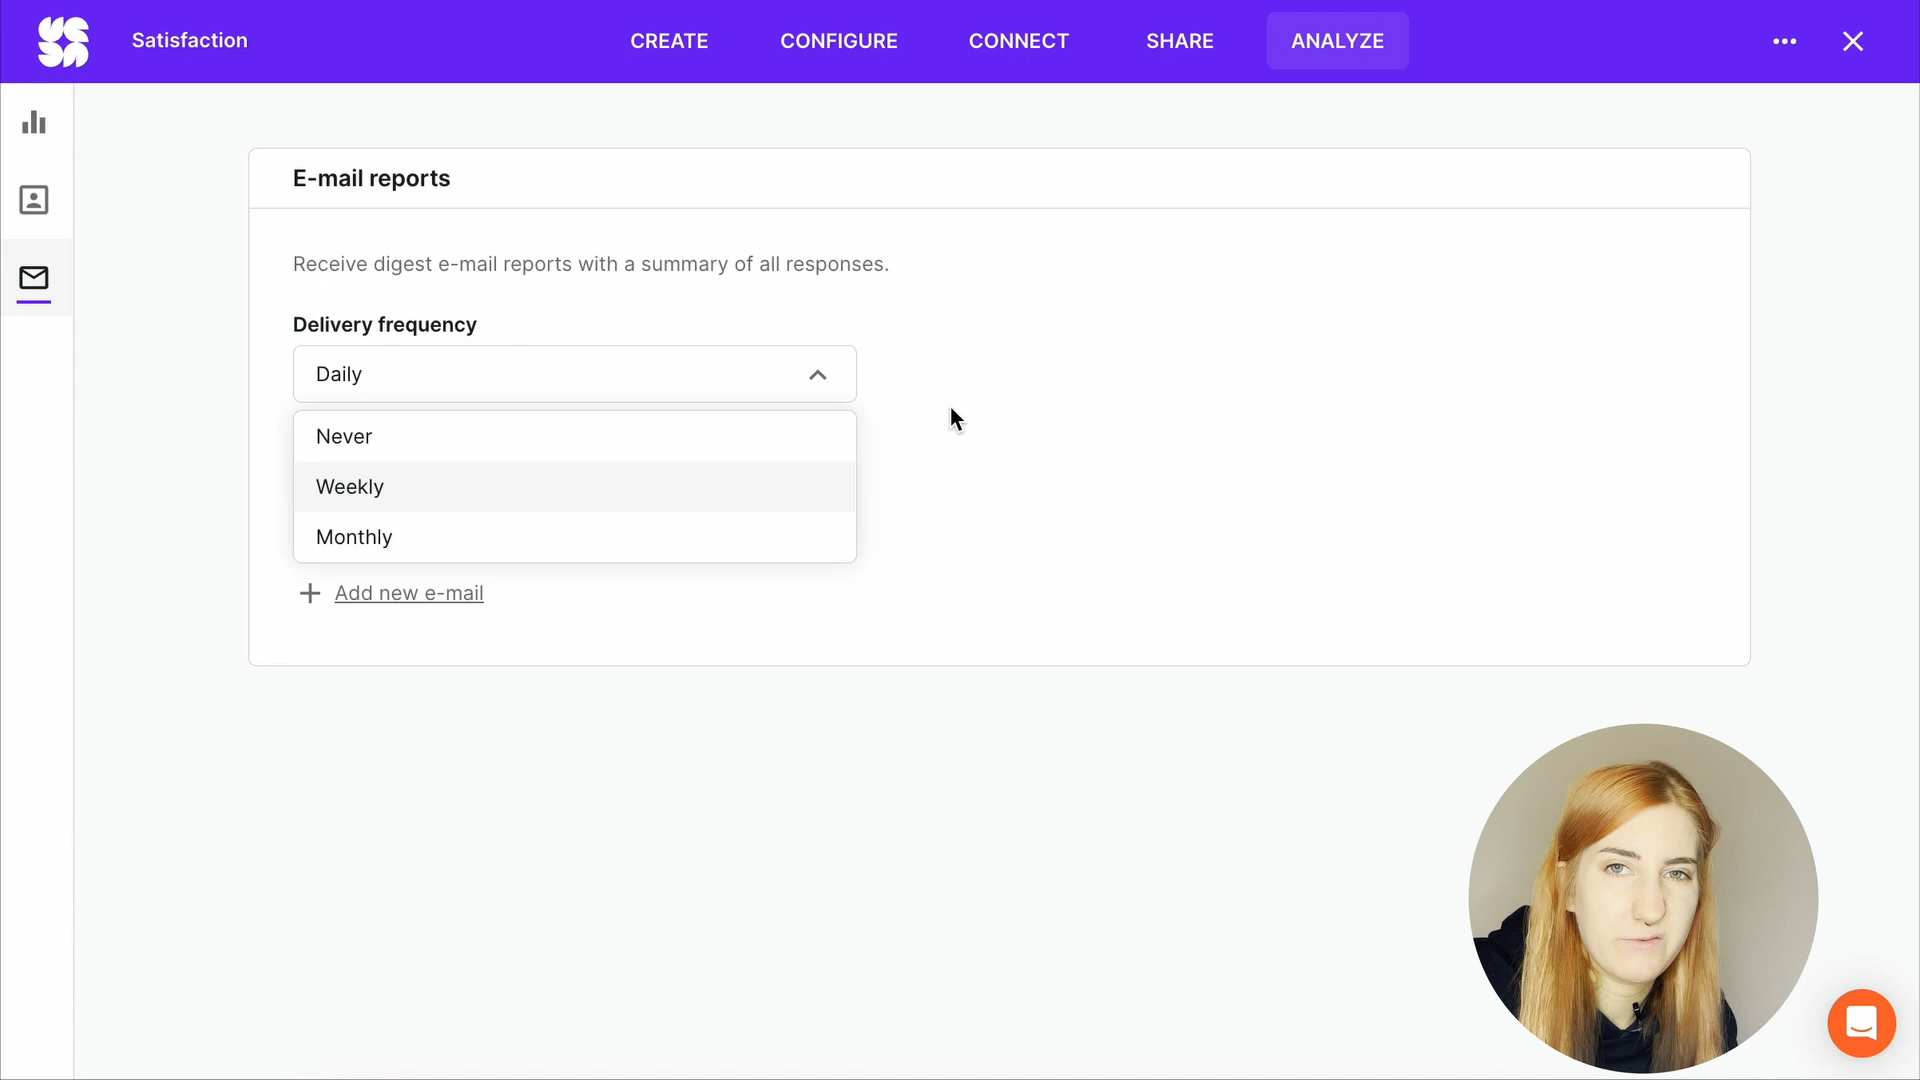 Satisfaction
CREATE
CONFIGURE
CONNECT
SHARE
ANALYZE
E-mail reports
Receive digest e-mail reports with a summary of all responses.
Delivery frequency
Daily
Never
Weekly
Monthly
Add new e-mail